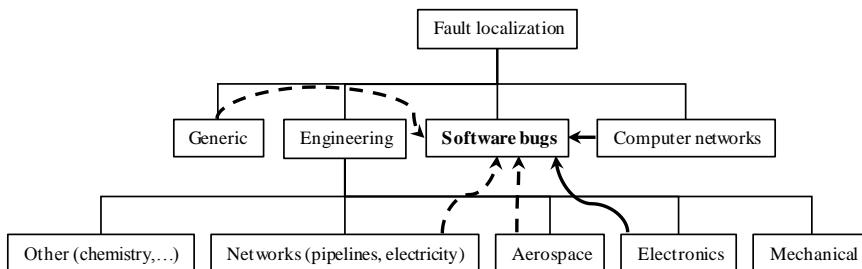 Fault localization
Generic
Engineering
Software bugs
Computer networks
Other (chemistry,…)
Networks (pipelines, electricity)
Aerospace
Electronics
Mechanical